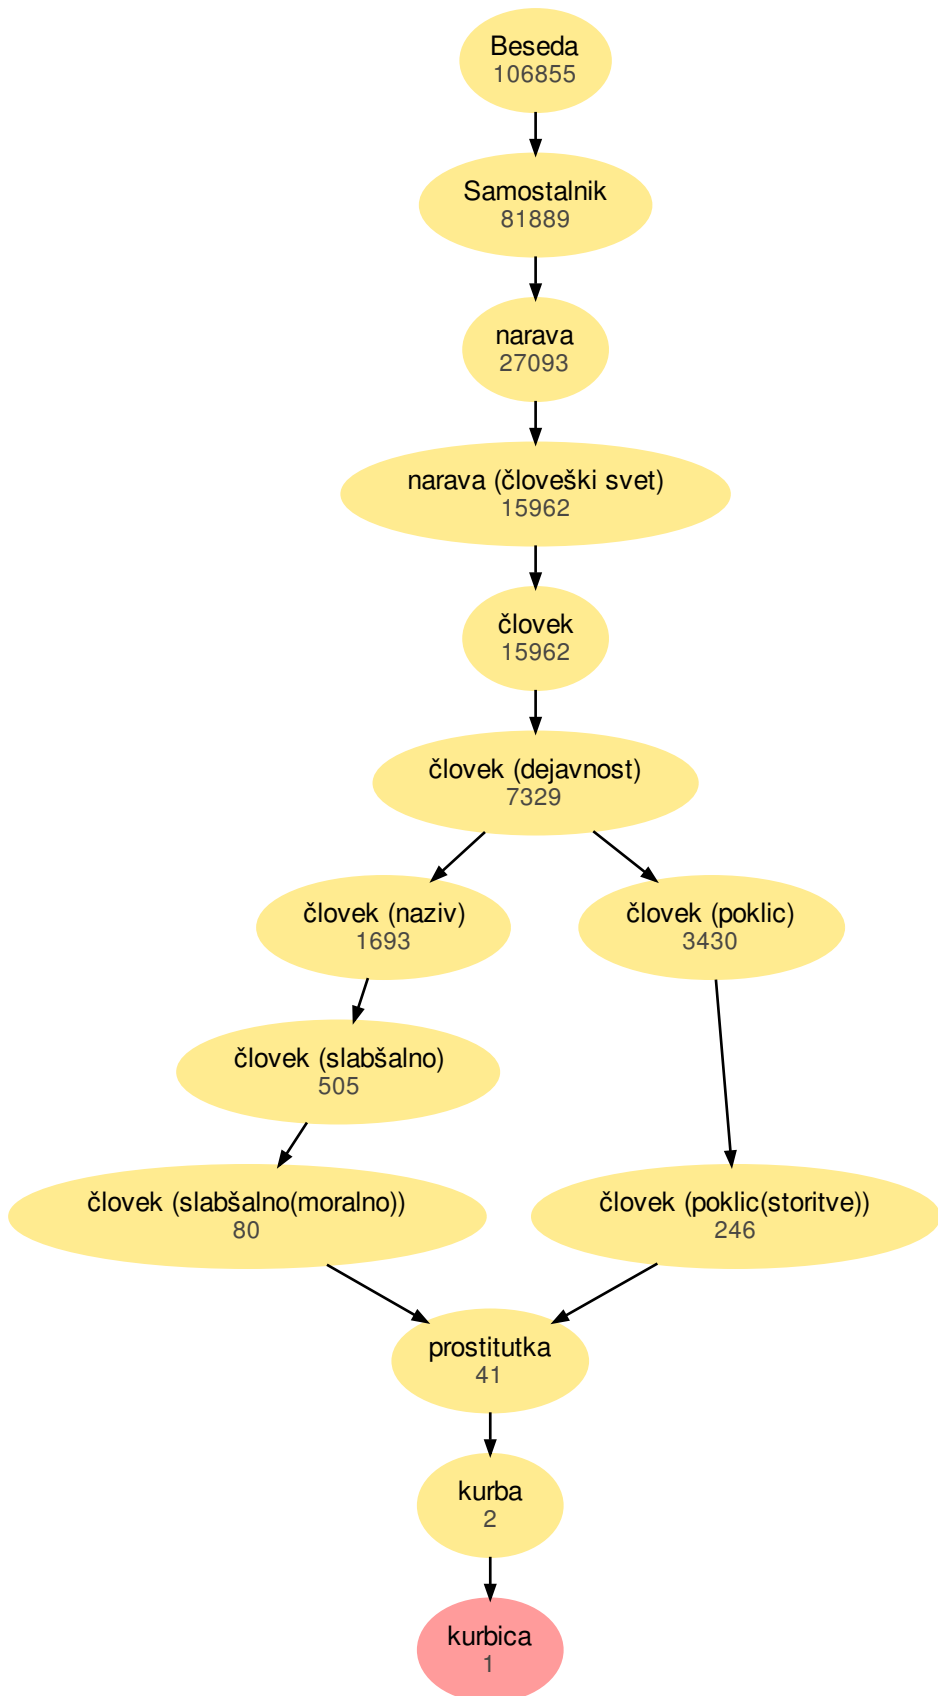 Beseda
106855
Samostalnik
81889
narava
27093
narava (človeški svet)
15962
človek
15962
človek (dejavnost)
7329
človek (naziv)
1693
človek (poklic)
3430
človek (slabšalno)
505
človek (slabšalno(moralno))
80
človek (poklic(storitve))
246
prostitutka
41
kurba
2
kurbica
1